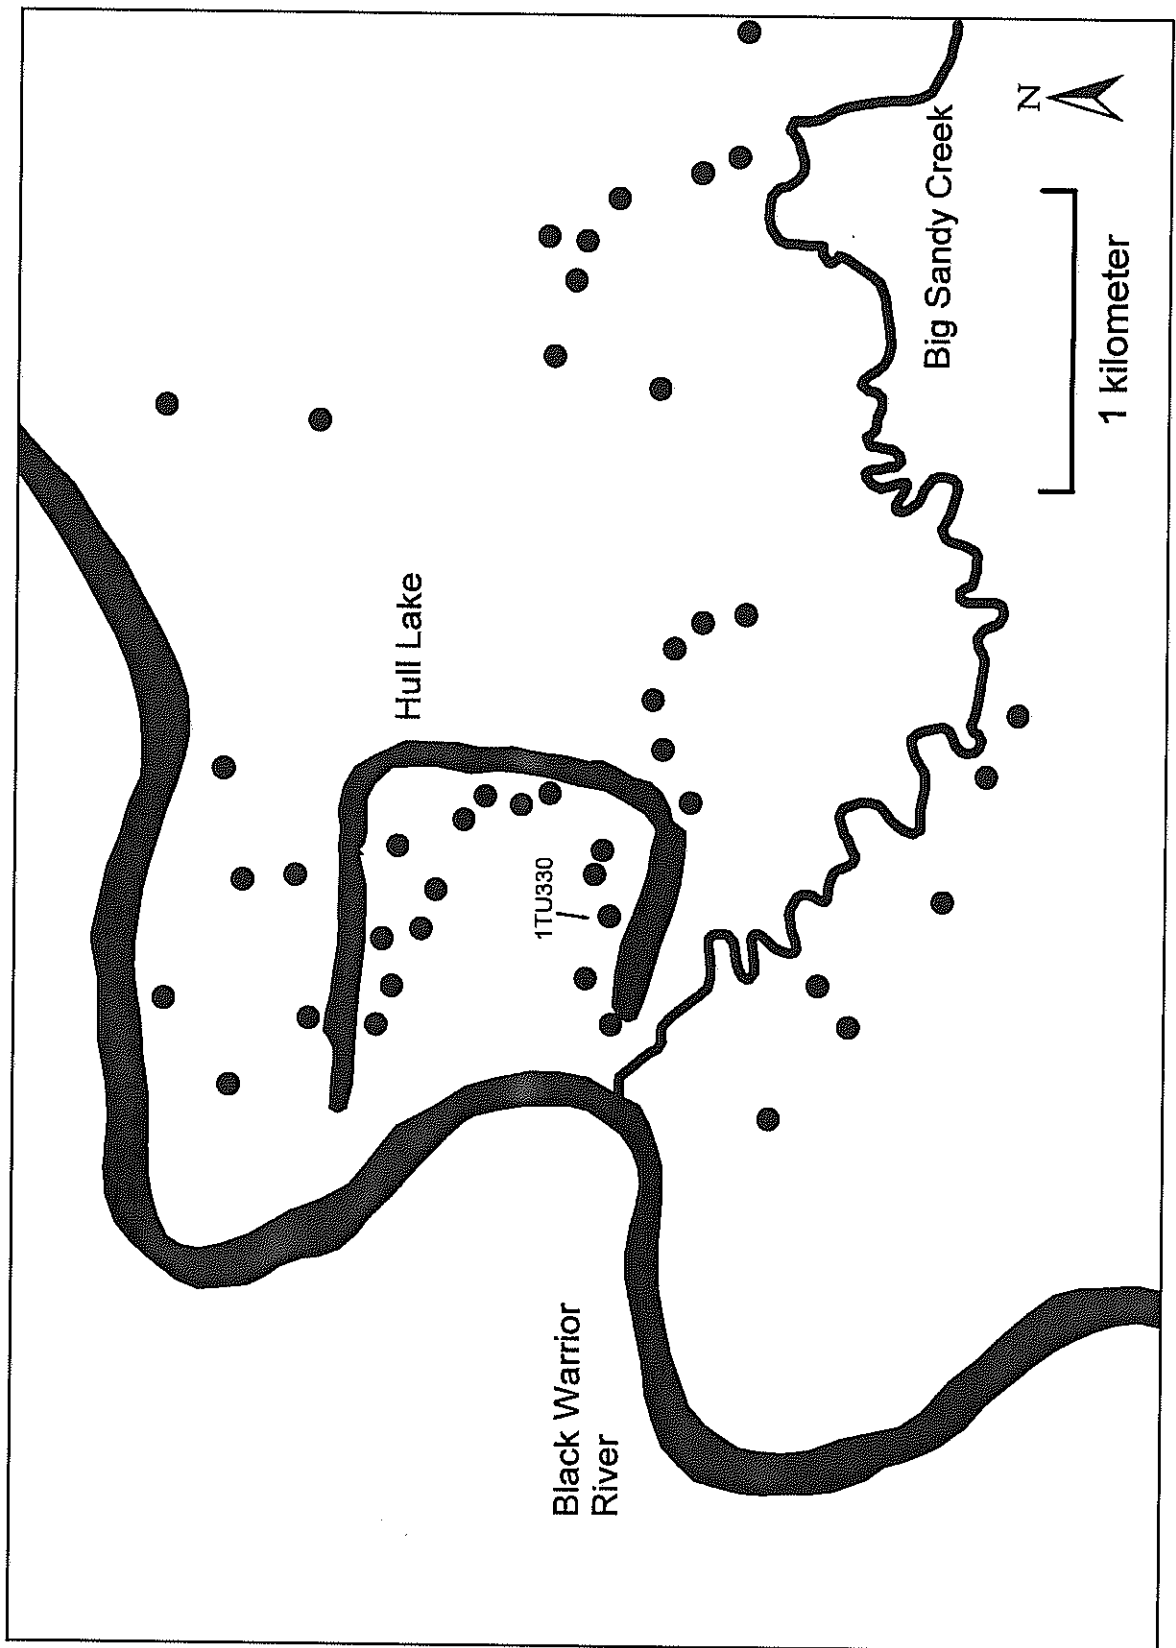 Hull Lake
1TU330
Black Warrior
River
Big Sandy Creek
N
1 kilometer